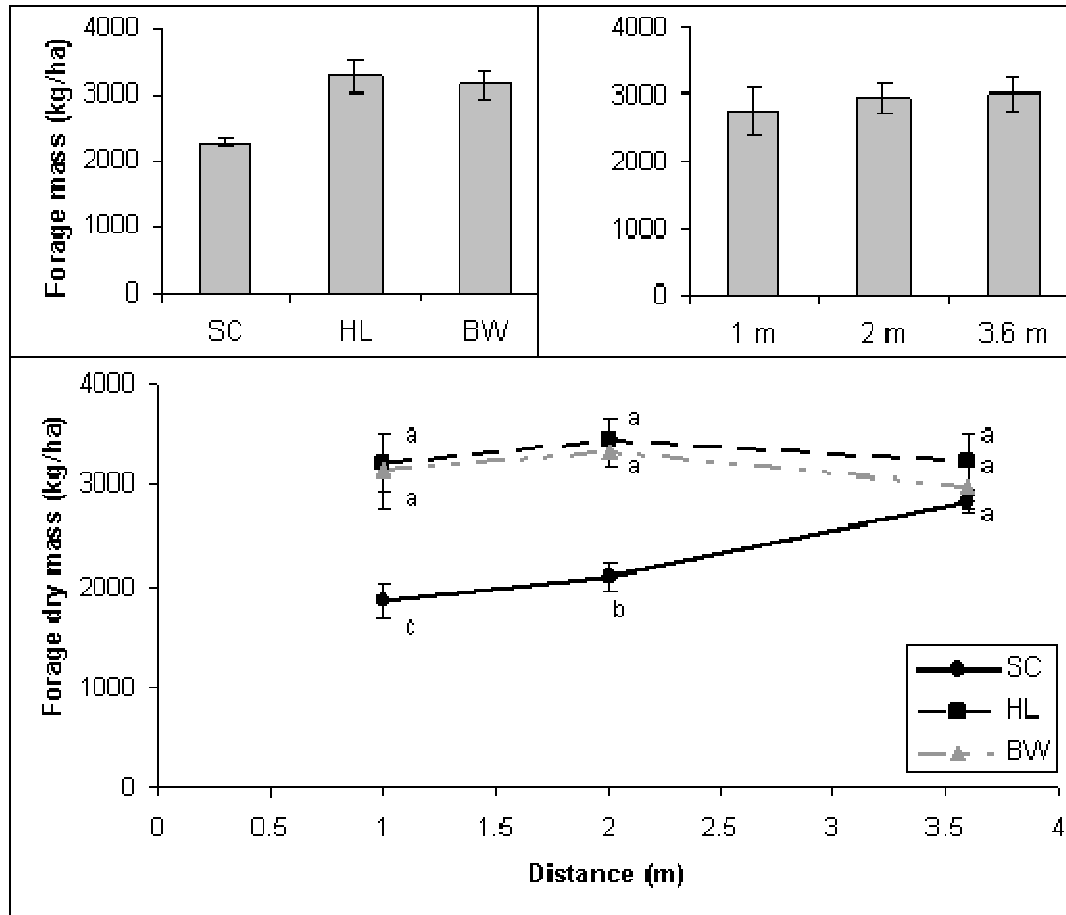 4000
3000
2000
1000
0
Forage mass (kg/ha)
SC HL BW
4000
3000
2000
1000
0
1 m 2 m 3.6 m
4000
3000
2000
1000
0
Forage dry mass (kg/ha)
a a a
a a a
c b a
SC
HL
BW
0 0.5 1 1.5 2 2.5 3 3.5 4
Distance (m)